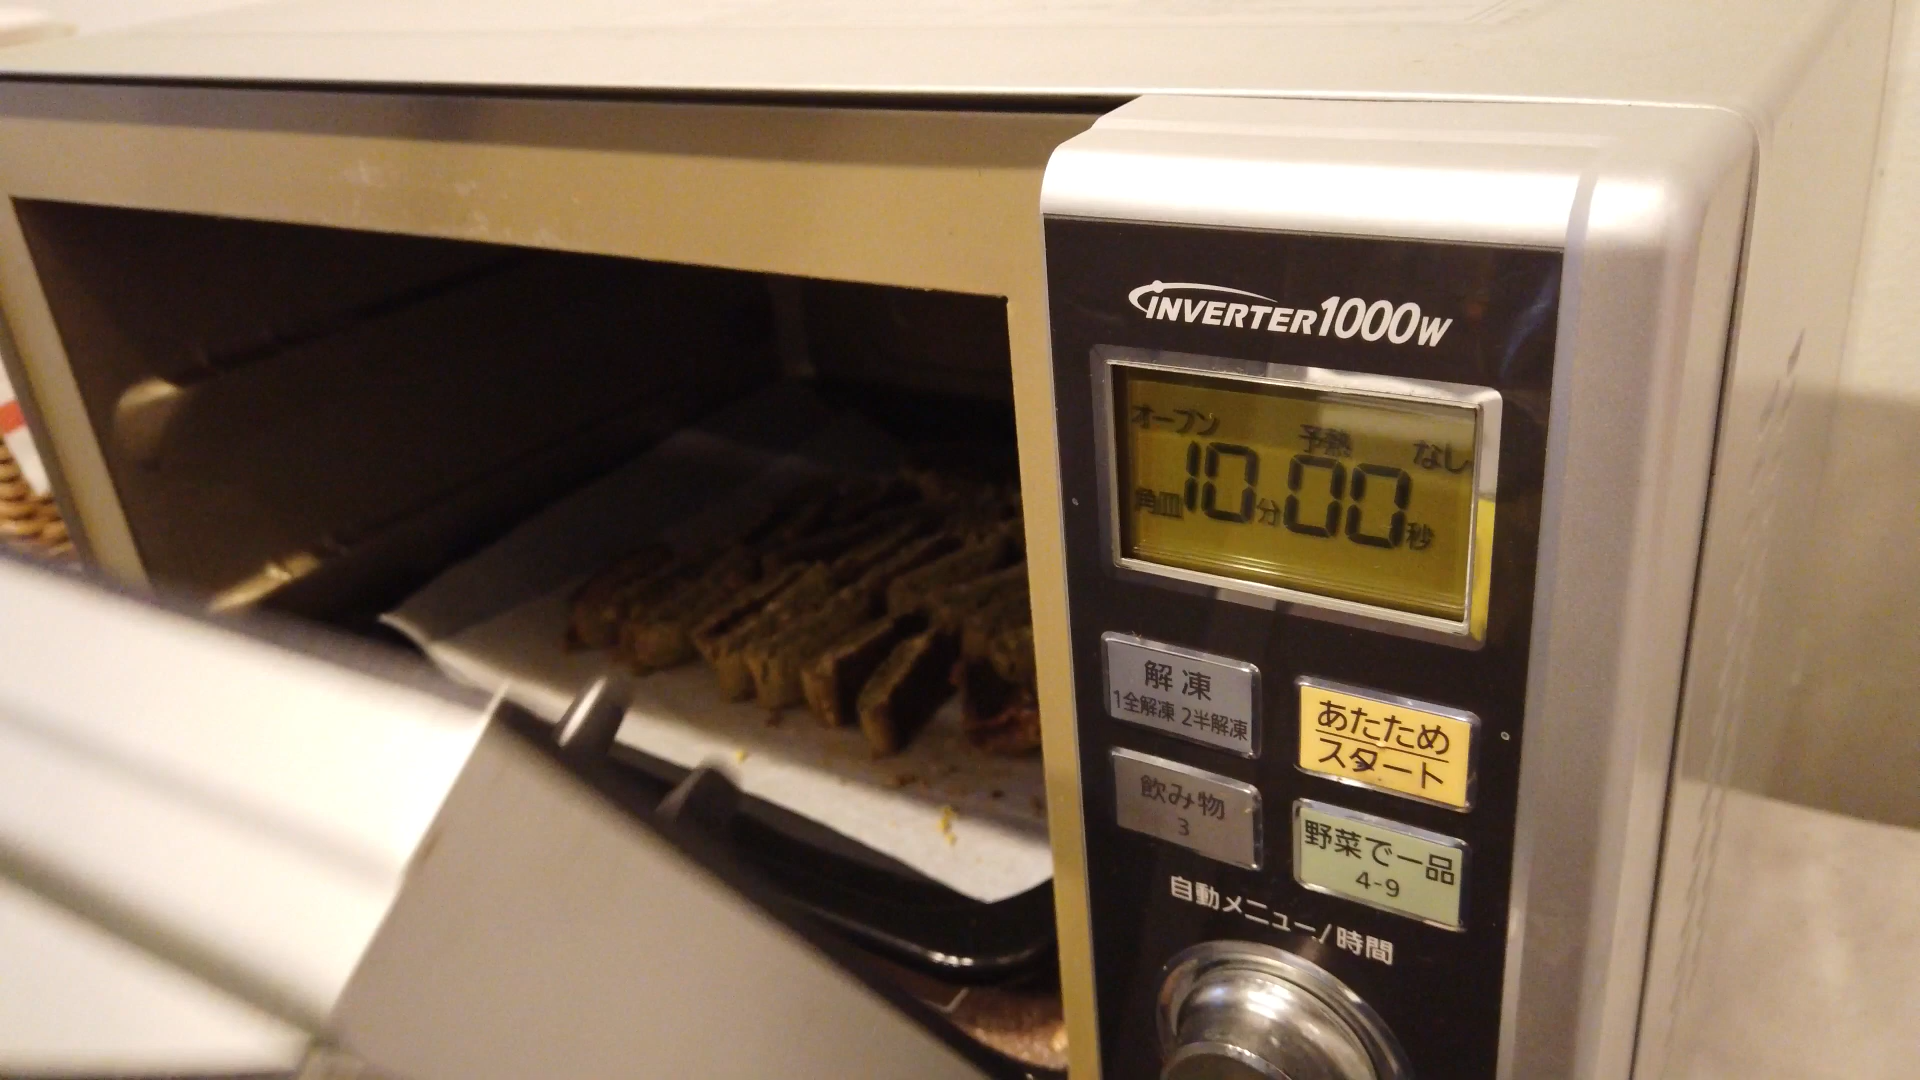 INVERTER1000W
オーブン 予熱 なし
角皿 10分00秒
解凍
1全解凍 2半解凍
あたため
スタート
飲み物
3
野菜で一品
4-9
自動メニュー/時間